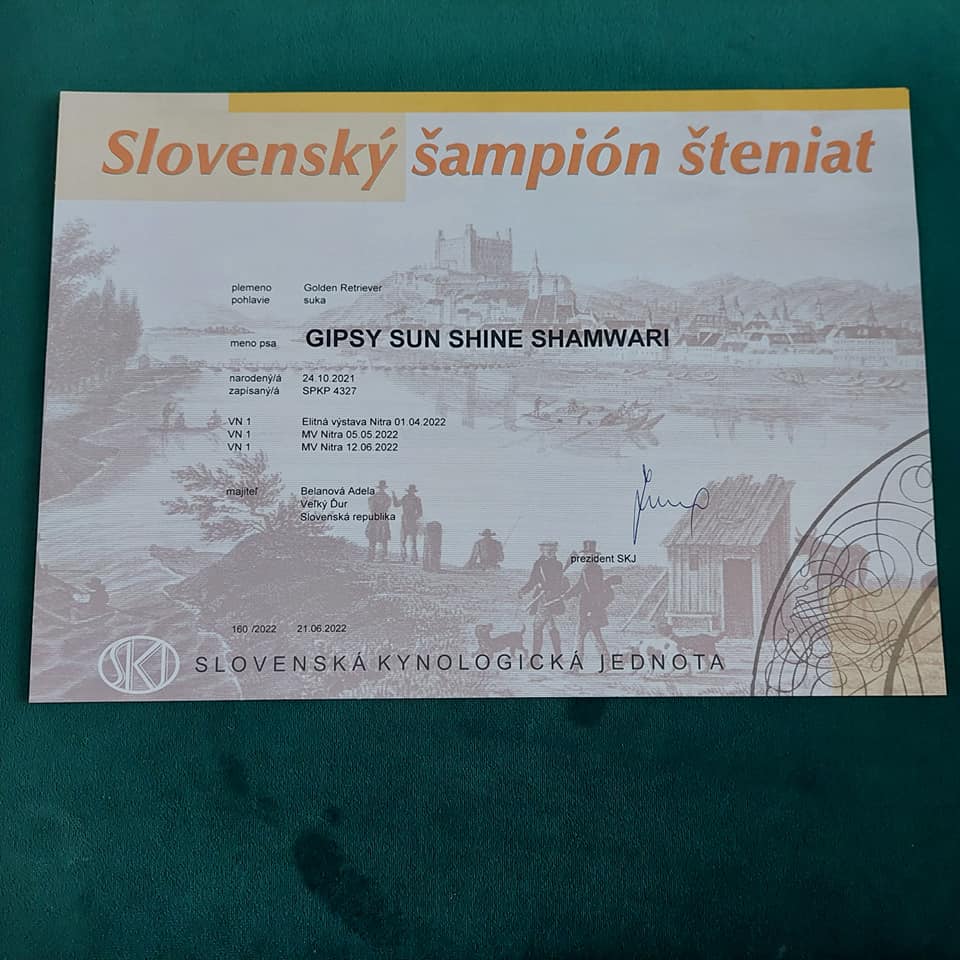 Slovenský šampión šteniat
plemeno Golden Retriever
pohlavie suka
meno psa GIPSY SUN SHINE SHAMWARI
narodený/á 24.10.2021
zapísaný/á SPKP 4327
VN 1 Elitná výstava Nitra 01.04.2022
VN 1 MV Nitra 05.05.2022
VN 1 MV Nitra 12.06.2022
majiteľ Belanová Adela
Veľký Ďur
Slovenská republika
prezident SKJ
160 /2022 21.06.2022
SKJ SLOVENSKÁ KYNOLOGICKÁ JEDNOTA